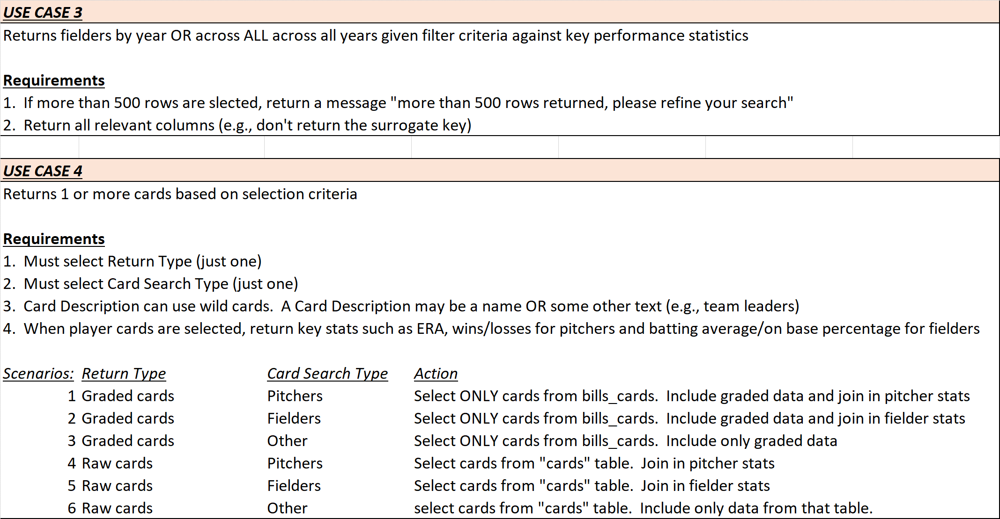 USE CASE 3
Returns fielders by year OR across ALL across all years given filter criteria against key performance statistics
Requirements
1.  If more than 500 rows are slected, return a message "more than 500 rows returned, please refine your search"
2.  Return all relevant columns (e.g., don't return the surrogate key)
USE CASE 4
Returns 1 or more cards based on selection criteria
Requirements
1.  Must select Return Type (just one)
2.  Must select Card Search Type (just one)
3.  Card Description can use wild cards.  A Card Description may be a name OR some other text (e.g., team leaders)
4.  When player cards are selected, return key stats such as ERA, wins/losses for pitchers and batting average/on base percentage for fielders
Scenarios: Return Type Card Search Type Action
1 Graded cards Pitchers Select ONLY cards from bills_cards.  Include graded data and join in pitcher stats
2 Graded cards Fielders Select ONLY cards from bills_cards.  Include graded data and join in fielder stats
3 Graded cards Other Select ONLY cards from bills_cards.  Include only graded data
4 Raw cards Pitchers Select cards from "cards" table.  Join in pitcher stats
5 Raw cards Fielders Select cards from "cards" table.  Join in fielder stats
6 Raw cards Other select cards from "cards" table.  Include only data from that table.